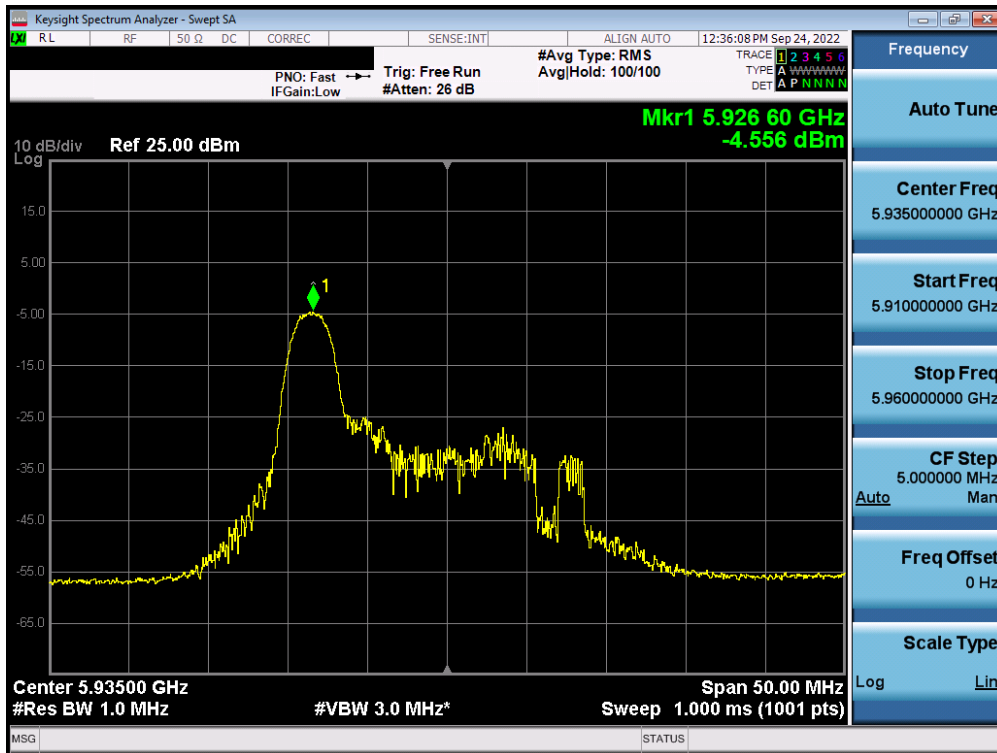 Keysight Spectrum Analyzer - Swept SA
LXI RL RF 50 Ω DC CORREC SENSE:INT ALIGN AUTO 12:36:08 PM Sep 24, 2022
PNO: Fast
IFGain:Low
Trig: Free Run
#Atten: 26 dB
#Avg Type: RMS
Avg|Hold: 100/100
TRACE 1 2 3 4 5 6
TYPE A WWWWW
DET A P N N N N
Mkr1 5.926 60 GHz
-4.556 dBm
10 dB/div Ref 25.00 dBm
Log
15.0
5.00
-5.00
-15.0
-25.0
-35.0
-45.0
-55.0
-65.0
1
Center 5.93500 GHz Span 50.00 MHz
#Res BW 1.0 MHz #VBW 3.0 MHz* Sweep 1.000 ms (1001 pts)
MSG STATUS
Frequency
Auto Tune
Center Freq
5.935000000 GHz
Start Freq
5.910000000 GHz
Stop Freq
5.960000000 GHz
CF Step
5.000000 MHz
Auto Man
Freq Offset
0 Hz
Scale Type
Log Lin